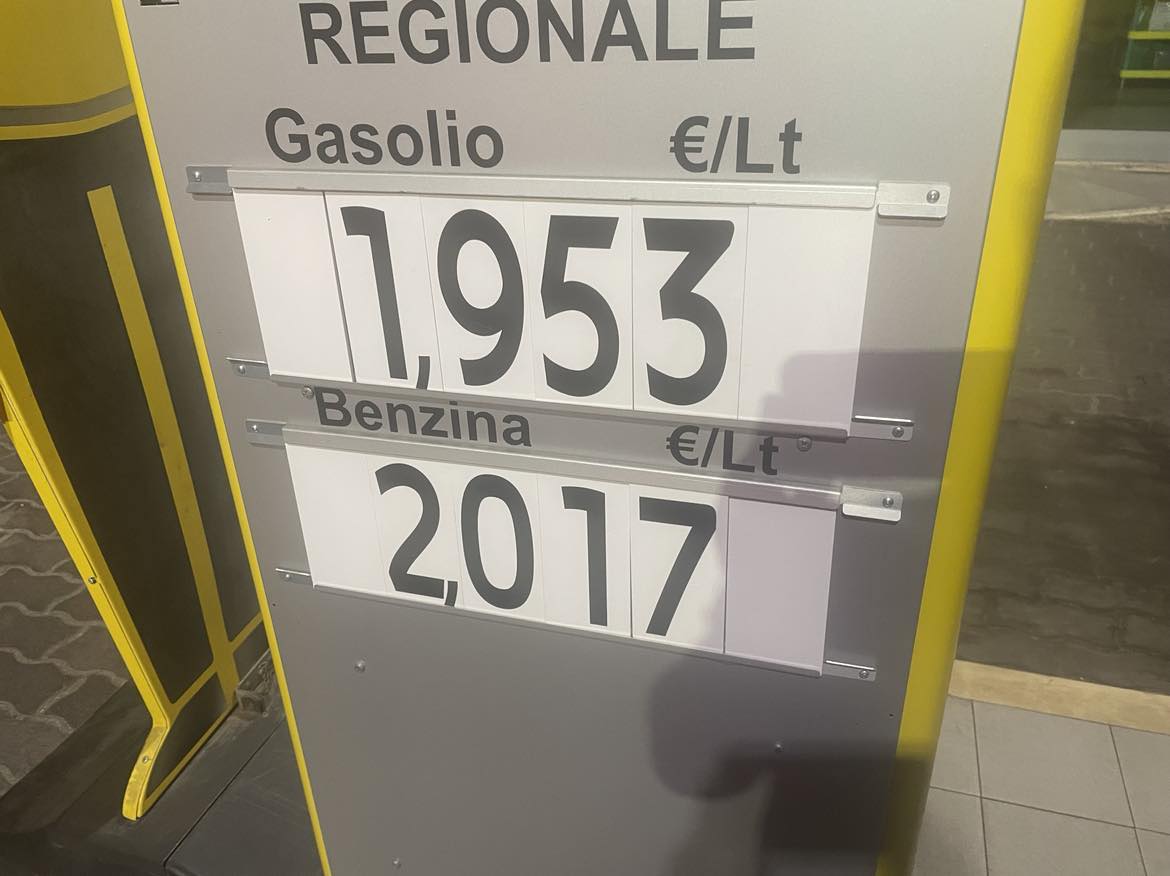 REGIONALE
Gasolio €/Lt
1,953
Benzina €/Lt
2,017